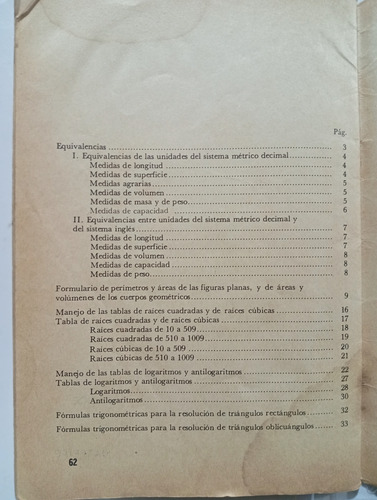 Pág.
Equivalencias 3
I. Equivalencias de las unidades del sistema métrico decimal 4
Medidas de longitud 4
Medidas de superficie 4
Medidas agrarias 5
Medidas de volumen 5
Medidas de masa y de peso 5
Medidas de capacidad 6
II. Equivalencias entre unidades del sistema métrico decimal y
del sistema inglés 7
Medidas de longitud 7
Medidas de superficie 7
Medidas de volumen 8
Medidas de capacidad 8
Medidas de peso 8
Formulario de perímetros y áreas de las figuras planas, y de áreas y
volúmenes de los cuerpos geométricos 9
Manejo de las tablas de raíces cuadradas y de raíces cúbicas 16
Tabla de raíces cuadradas y de raíces cúbicas 17
Raíces cuadradas de 10 a 509 18
Raíces cuadradas de 510 a 1009 19
Raíces cúbicas de 10 a 509 20
Raíces cúbicas de 510 a 1009 21
Manejo de las tablas de logaritmos y antilogaritmos 22
Tablas de logaritmos y antilogaritmos 27
Logaritmos 28
Antilogaritmos 30
Fórmulas trigonométricas para la resolución de triángulos rectángulos 32
Fórmulas trigonométricas para la resolución de triángulos oblicuángulos 33
62